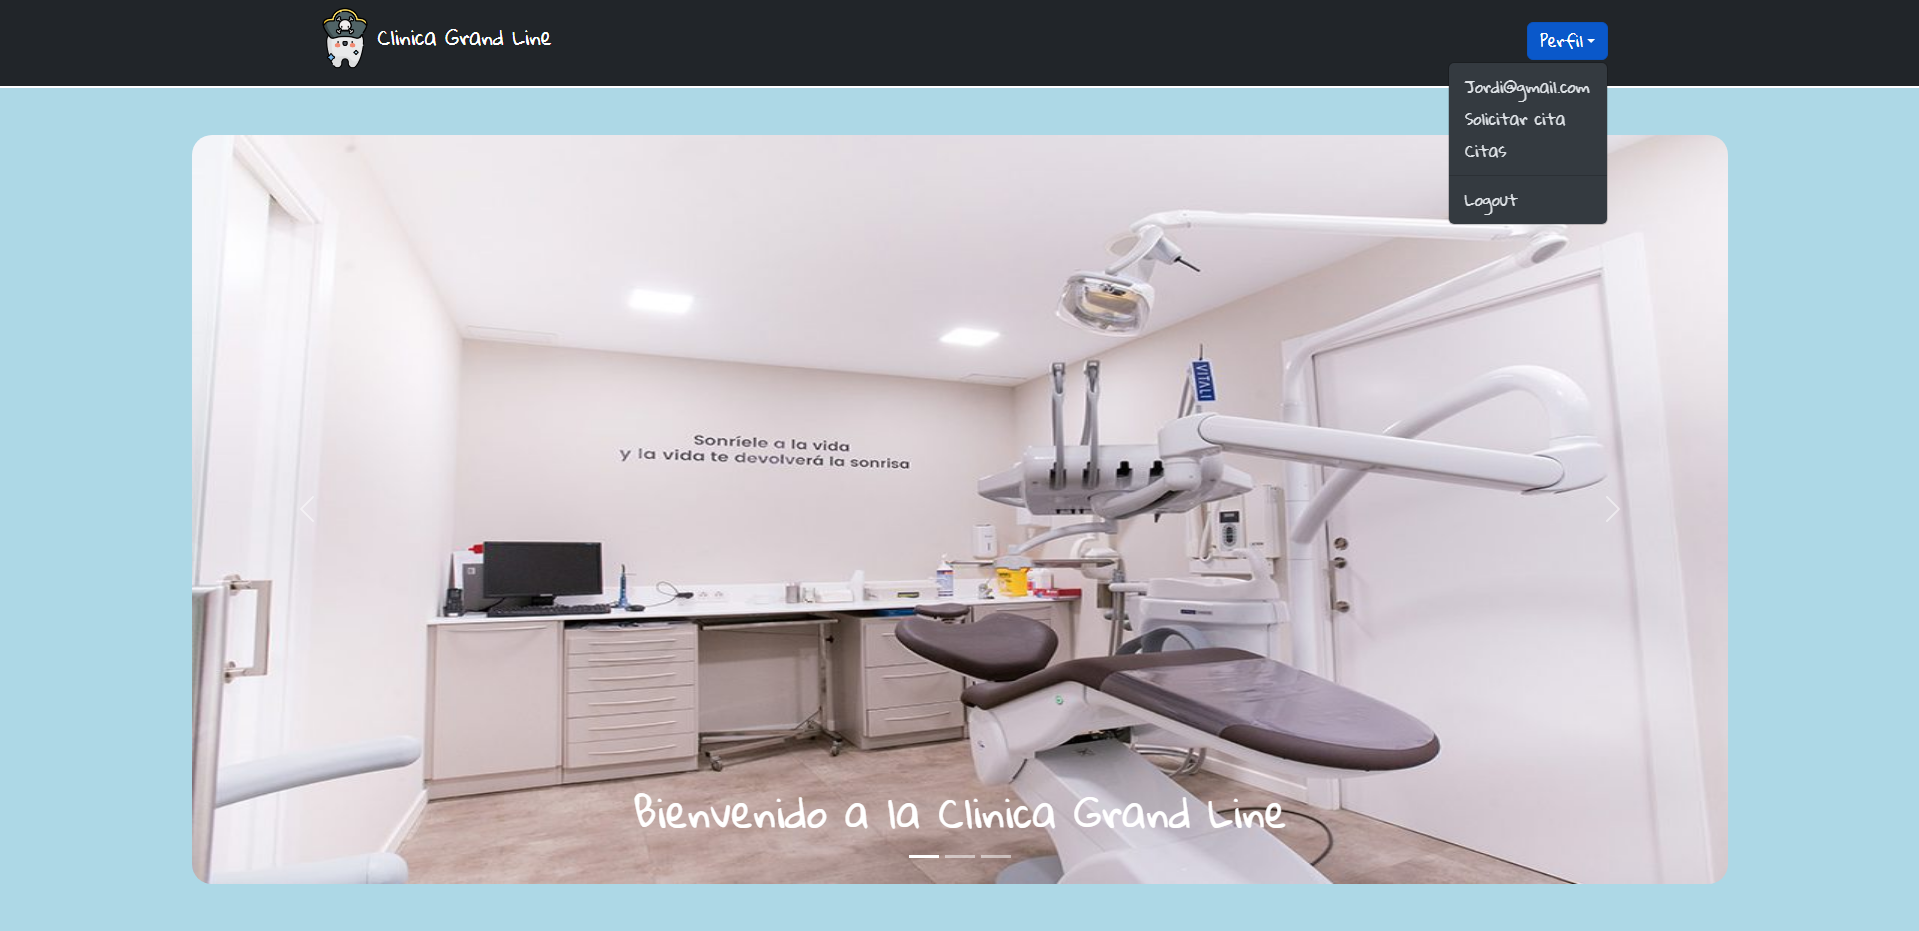 Clinica Grand Line
Perfil
Jordi@gmail.com
Solicitar cita
Citas
Logout
VITALI
Sonríele a la vida
y la vida te devolverá la sonrisa
Bienvenido a la Clinica Grand Line